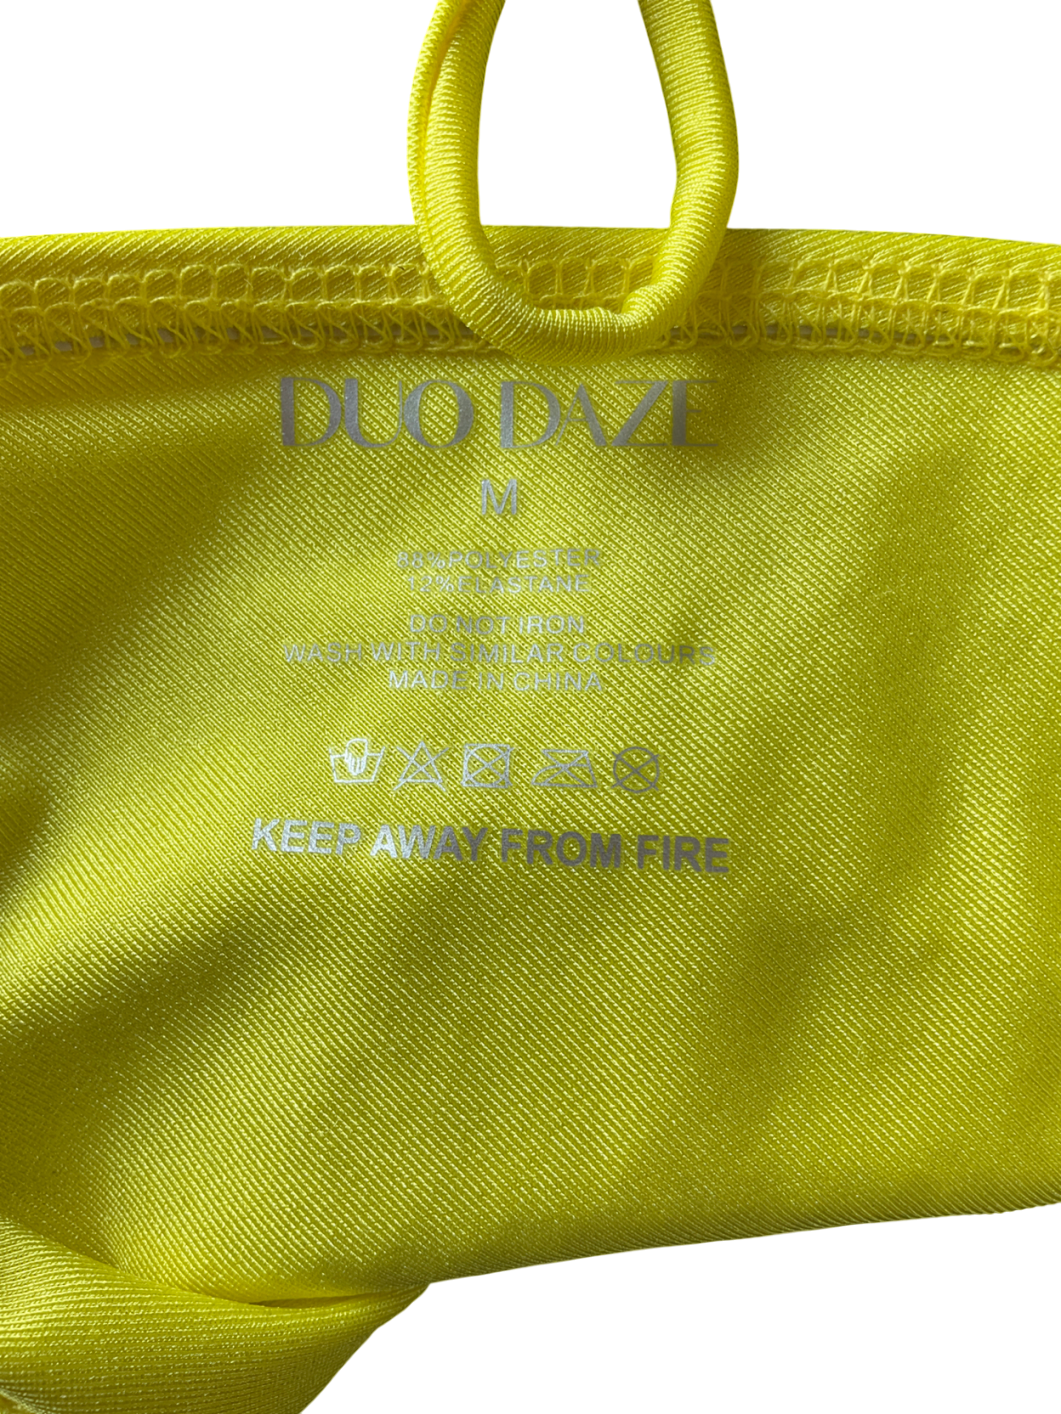 DUO DAZE
M
88%POLYESTER
12%ELASTANE
DO NOT IRON
WASH WITH SIMILAR COLOURS
MADE IN CHINA
KEEP AWAY FROM FIRE